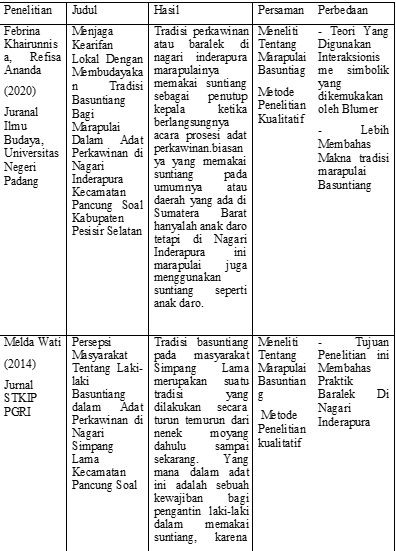 Penelitian
Judul
Hasil
Persaman
Perbedaan
Febrina
Khairunnis
a, Refisa
Ananda
(2020)
Juranal
Ilmu
Budaya,
Universitas
Negeri
Padang
Menjaga
Kearifan
Lokal Dengan
Membudayaka
n Tradisi
Basuntiang
Bagi
Marapulai
Dalam Adat
Perkawinan di
Nagari
Inderapura
Kecamatan
Pancung Soal
Kabupaten
Pesisir Selatan
Tradisi perkawinan
atau baralek di
nagari inderapura
marapulainya
memakai suntiang
sebagai penutup
kepala ketika
berlangsungnya
acara prosesi adat
perkawinan.biasan
ya yang memakai
suntiang pada
umumnya atau
daerah yang ada di
Sumatera Barat
hanyalah anak daro
tetapi di Nagari
Inderapura ini
marapulai juga
menggunakan
suntiang seperti
anak daro.
Meneliti
Tentang
Marapulai
Basuntiag
Metode
Penelitian
Kualitatif
- Teori Yang
Digunakan
Interaksionis
me simbolik
yang
dikemukakan
oleh Blumer
- Lebih
Membahas
Makna tradisi
marapulai
Basuntiang
Melda Wati
(2014)
Jurnal
STKIP
PGRI
Persepsi
Masyarakat
Tentang Laki-
laki
Basuntiang
dalam Adat
Perkawinan di
Nagari
Simpang
Lama
Kecamatan
Pancung Soal
Tradisi basuntiang
pada masyarakat
Simpang Lama
merupakan suatu
tradisi yang
dilakukan secara
turun temurun dari
nenek moyang
dahulu sampai
sekarang. Yang
mana dalam adat
ini adalah sebuah
kewajiban bagi
pengantin laki-laki
dalam memakai
suntiang, karena
Meneliti
Tentang
Marapulai
Basuntian
g
Metode
Penelitian
kualitatif
- Tujuan
Penelitian ini
Membahas
Praktik
Baralek Di
Nagari
Inderapura